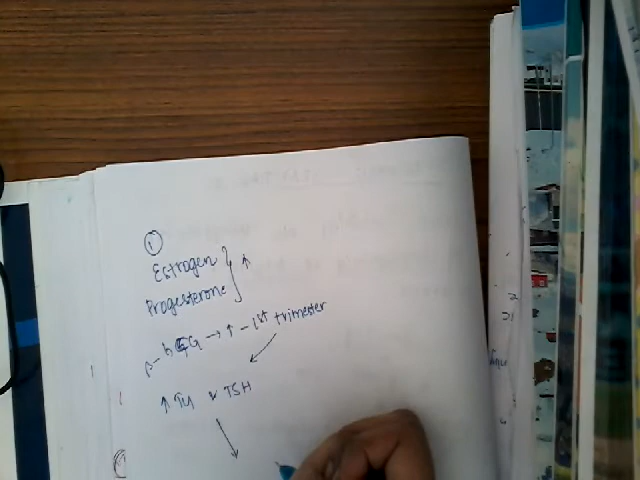 ①
Estrogen } ↑
Progesterone
β-hCG → ↑ - 1st trimester
↑ T4 & TSH